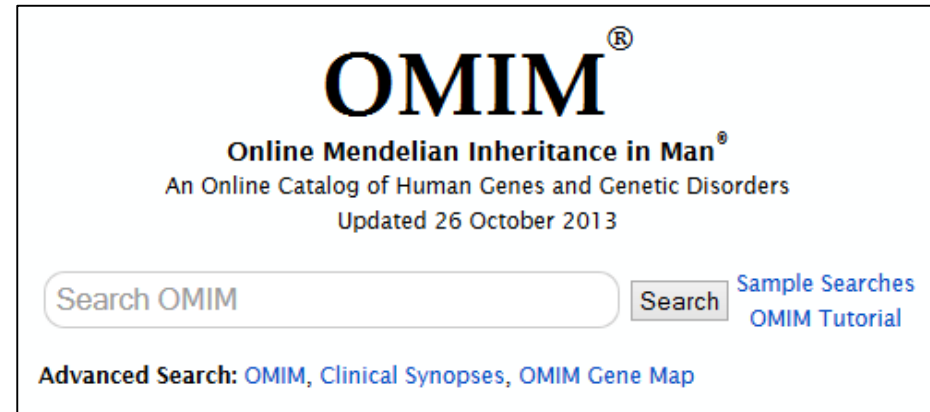 OMIM®
Online Mendelian Inheritance in Man®
An Online Catalog of Human Genes and Genetic Disorders
Updated 26 October 2013
Search OMIM Search Sample Searches
OMIM Tutorial
Advanced Search: OMIM, Clinical Synopses, OMIM Gene Map